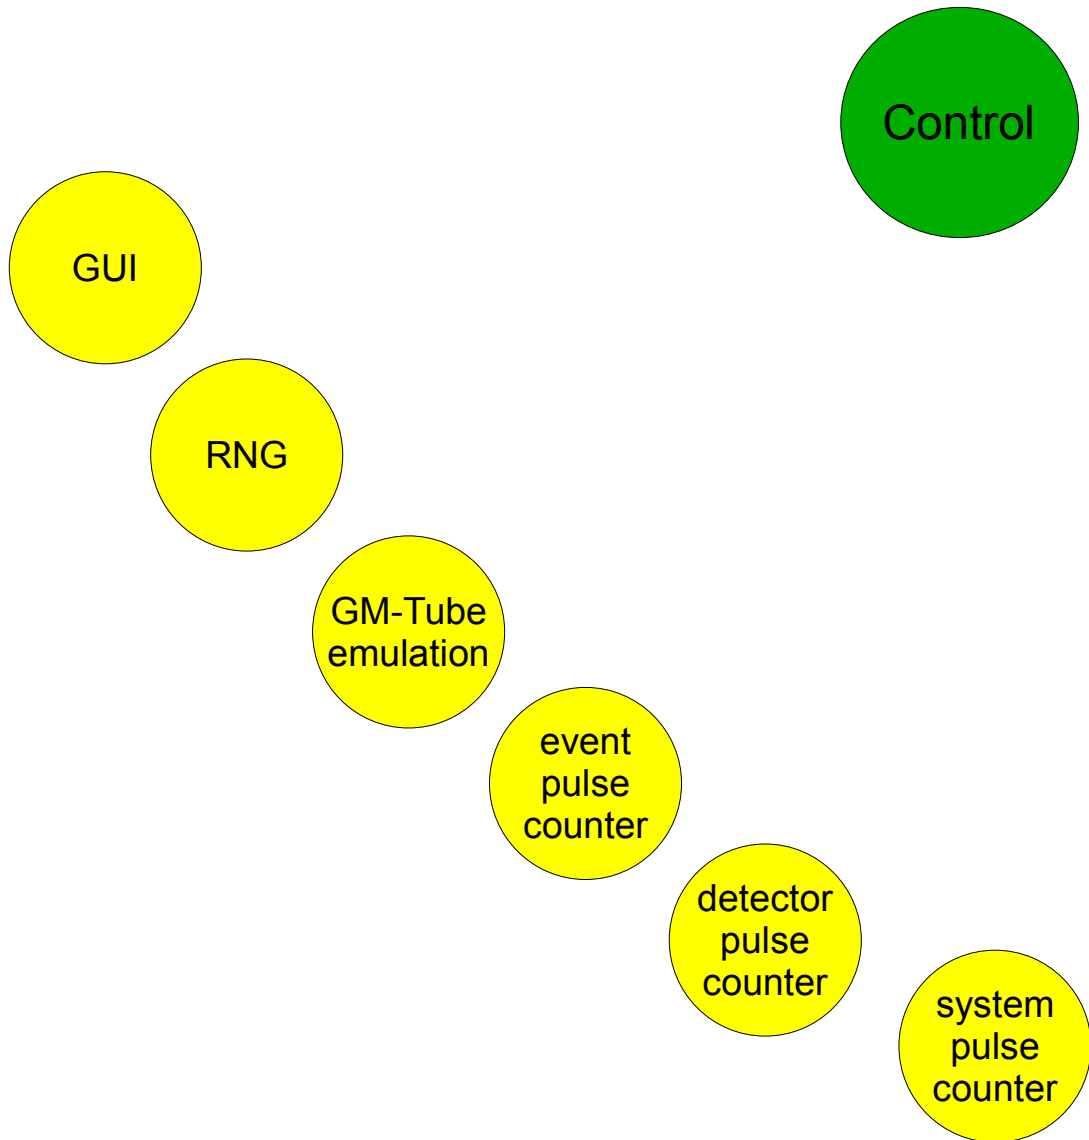 Control
GUI
RNG
GM-Tube
emulation
event
pulse
counter
detector
pulse
counter
system
pulse
counter